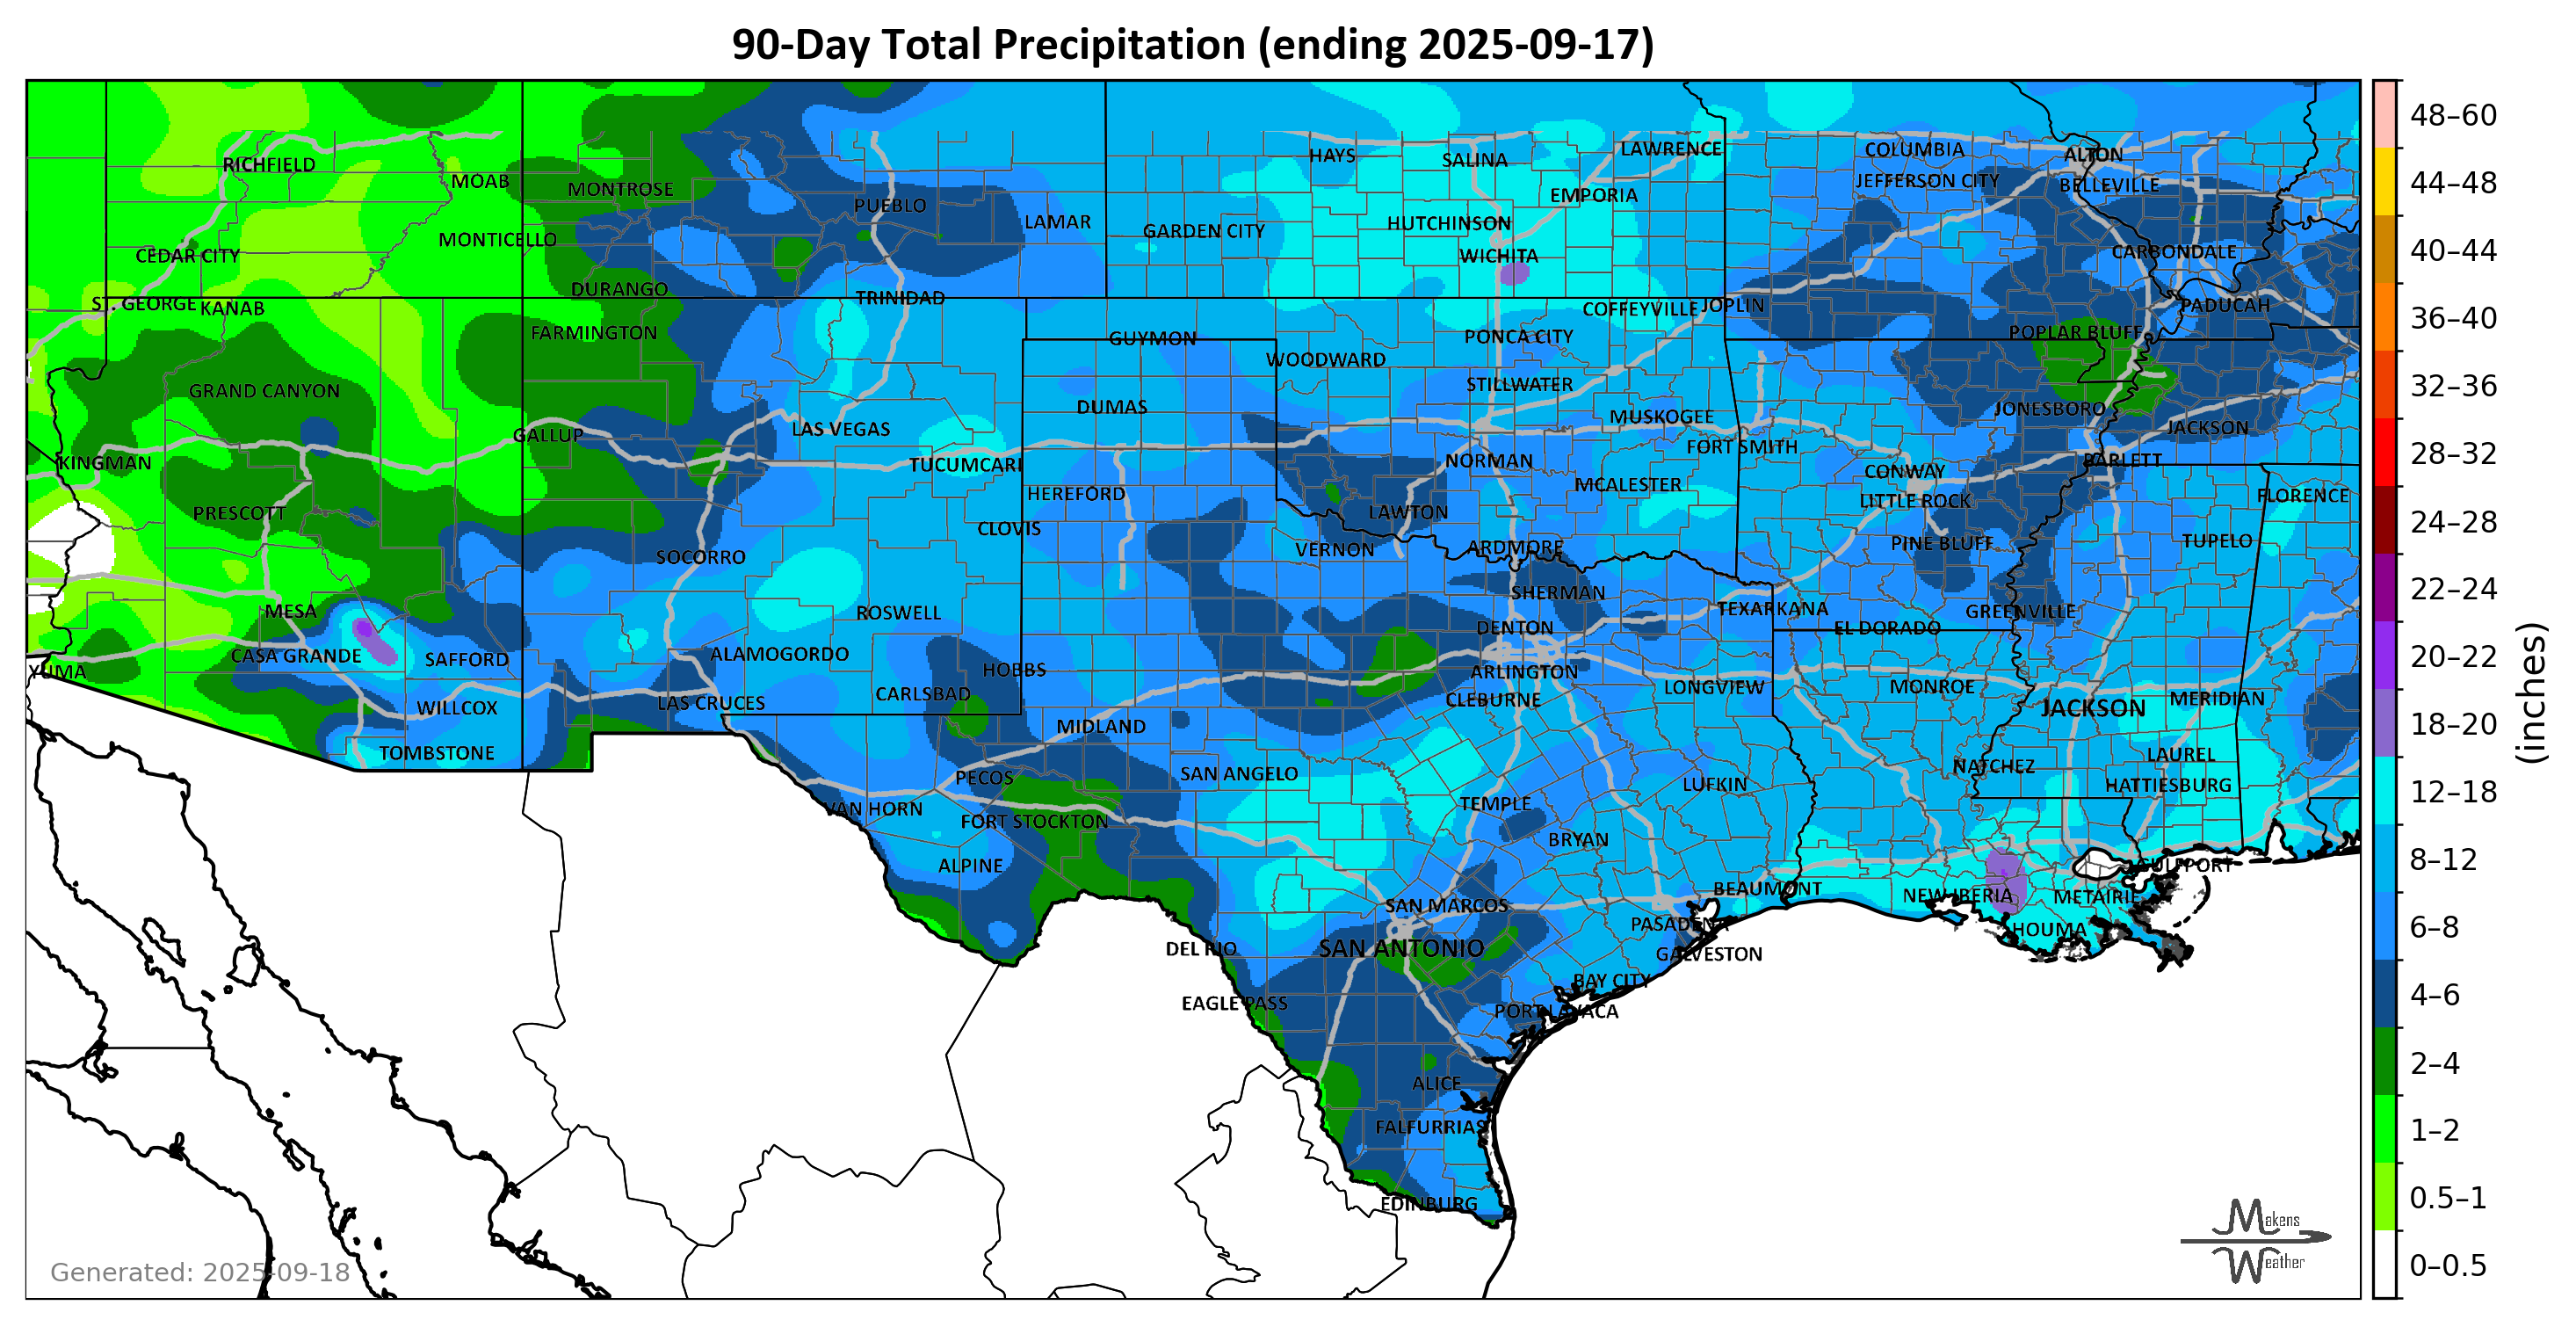 90-Day Total Precipitation (ending 2025-09-17)
HAYS
SALINA
LAWRENCE
COLUMBIA
ALTON
RICHFIELD
MOAB
MONTROSE
EMPORIA
JEFFERSON CITY
BELLEVILLE
PUEBLO
LAMAR
GARDEN CITY
HUTCHINSON
MONTICELLO
CEDAR CITY
WICHITA
CARBONDALE
DURANGO
TRINIDAD
ST. GEORGE
KANAB
COFFEYVILLE
JOPLIN
PADUCAH
FARMINGTON
GUYMON
PONCA CITY
POPLAR BLUFF
WOODWARD
GRAND CANYON
STILLWATER
DUMAS
MUSKOGEE
JONESBORO
GALLUP
LAS VEGAS
JACKSON
FORT SMITH
KINGMAN
TUCUMCARI
NORMAN
BARLETT
CONWAY
HEREFORD
MCALESTER
LITTLE ROCK
FLORENCE
PRESCOTT
CLOVIS
LAWTON
SOCORRO
VERNON
ARDMORE
PINE BLUFF
TUPELO
SHERMAN
MESA
ROSWELL
TEXARKANA
GREENVILLE
DENTON
EL DORADO
CASA GRANDE
SAFFORD
ALAMOGORDO
HOBBS
YUMA
ARLINGTON
LONGVIEW
MONROE
CARLSBAD
LAS CRUCES
CLEBURNE
MERIDIAN
WILLCOX
JACKSON
MIDLAND
TOMBSTONE
LAUREL
PECOS
SAN ANGELO
NATCHEZ
LUFKIN
HATTIESBURG
VAN HORN
TEMPLE
FORT STOCKTON
BRYAN
ALPINE
GULFPORT
BEAUMONT
NEW IBERIA
METAIRIE
SAN MARCOS
PASADENA
HOUMA
DEL RIO
SAN ANTONIO
GALVESTON
BAY CITY
EAGLE PASS
PORT LAVACA
ALICE
FALFURRIAS
EDINBURG
Generated: 2025-09-18
Makens
Weather
48–60
44–48
40–44
36–40
32–36
28–32
24–28
22–24
20–22
18–20
12–18
8–12
6–8
4–6
2–4
1–2
0.5–1
0–0.5
(inches)